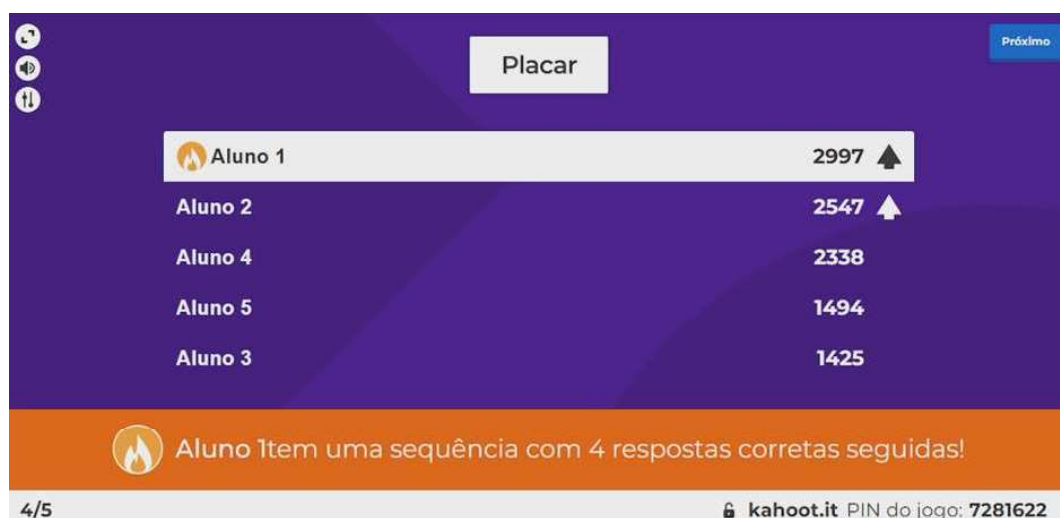 Próximo
Placar
Aluno 1 2997
Aluno 2 2547
Aluno 4 2338
Aluno 5 1494
Aluno 3 1425
Aluno 1tem uma sequência com 4 respostas corretas seguidas!
4/5 kahoot.it PIN do jogo: 7281622